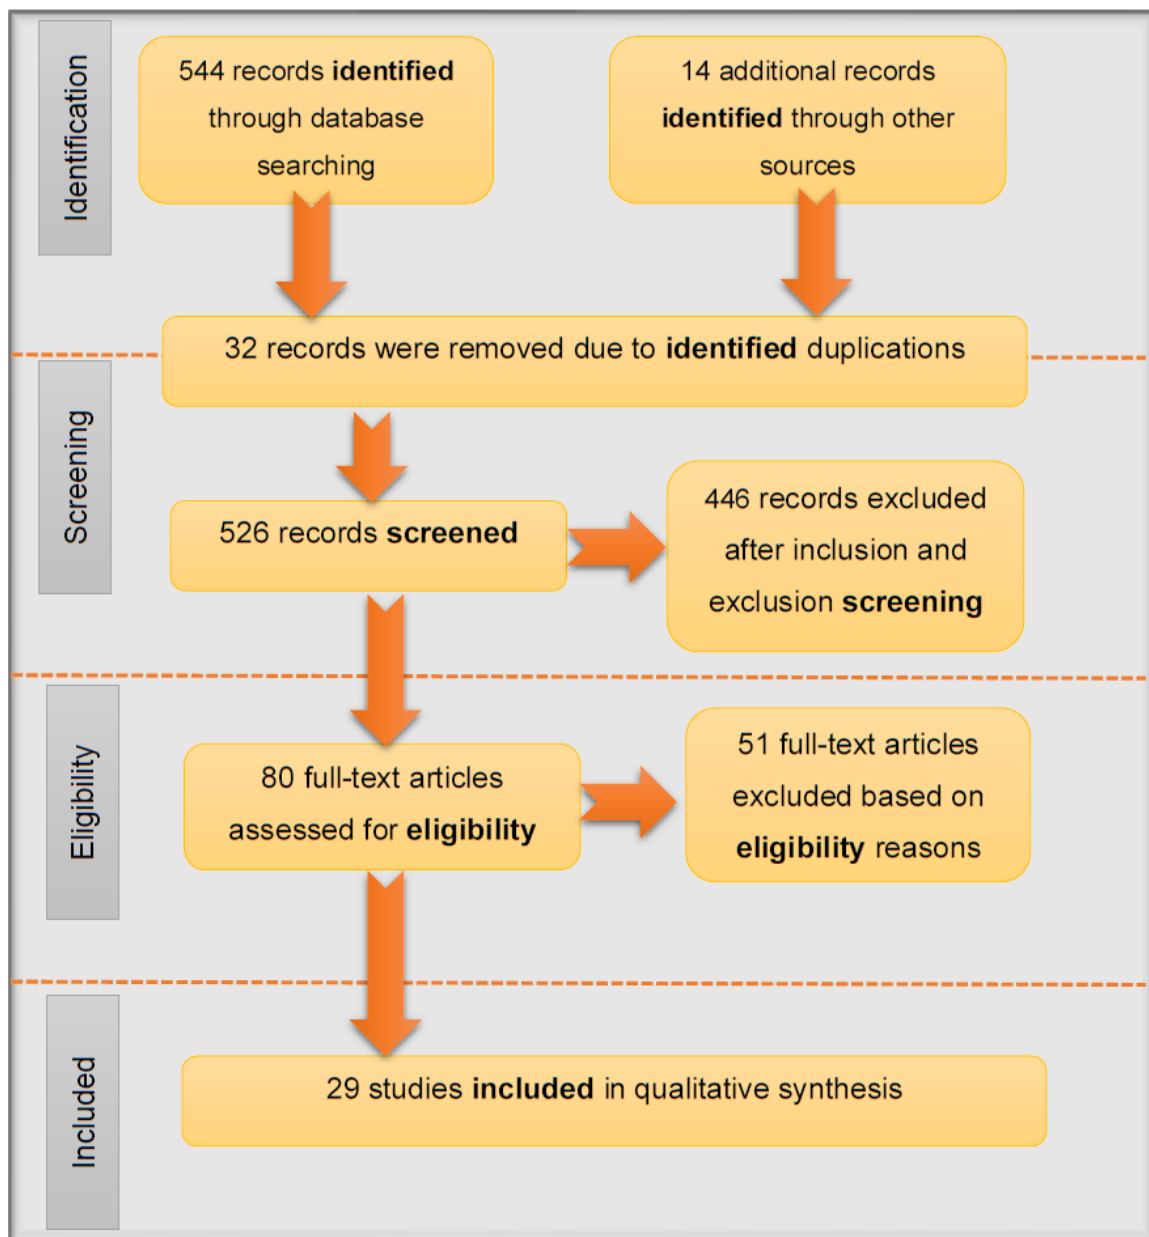 Identification
544 records identified
through database
searching
14 additional records
identified through other
sources
32 records were removed due to identified duplications
Screening
526 records screened
446 records excluded
after inclusion and
exclusion screening
Eligibility
80 full-text articles
assessed for eligibility
51 full-text articles
excluded based on
eligibility reasons
Included
29 studies included in qualitative synthesis